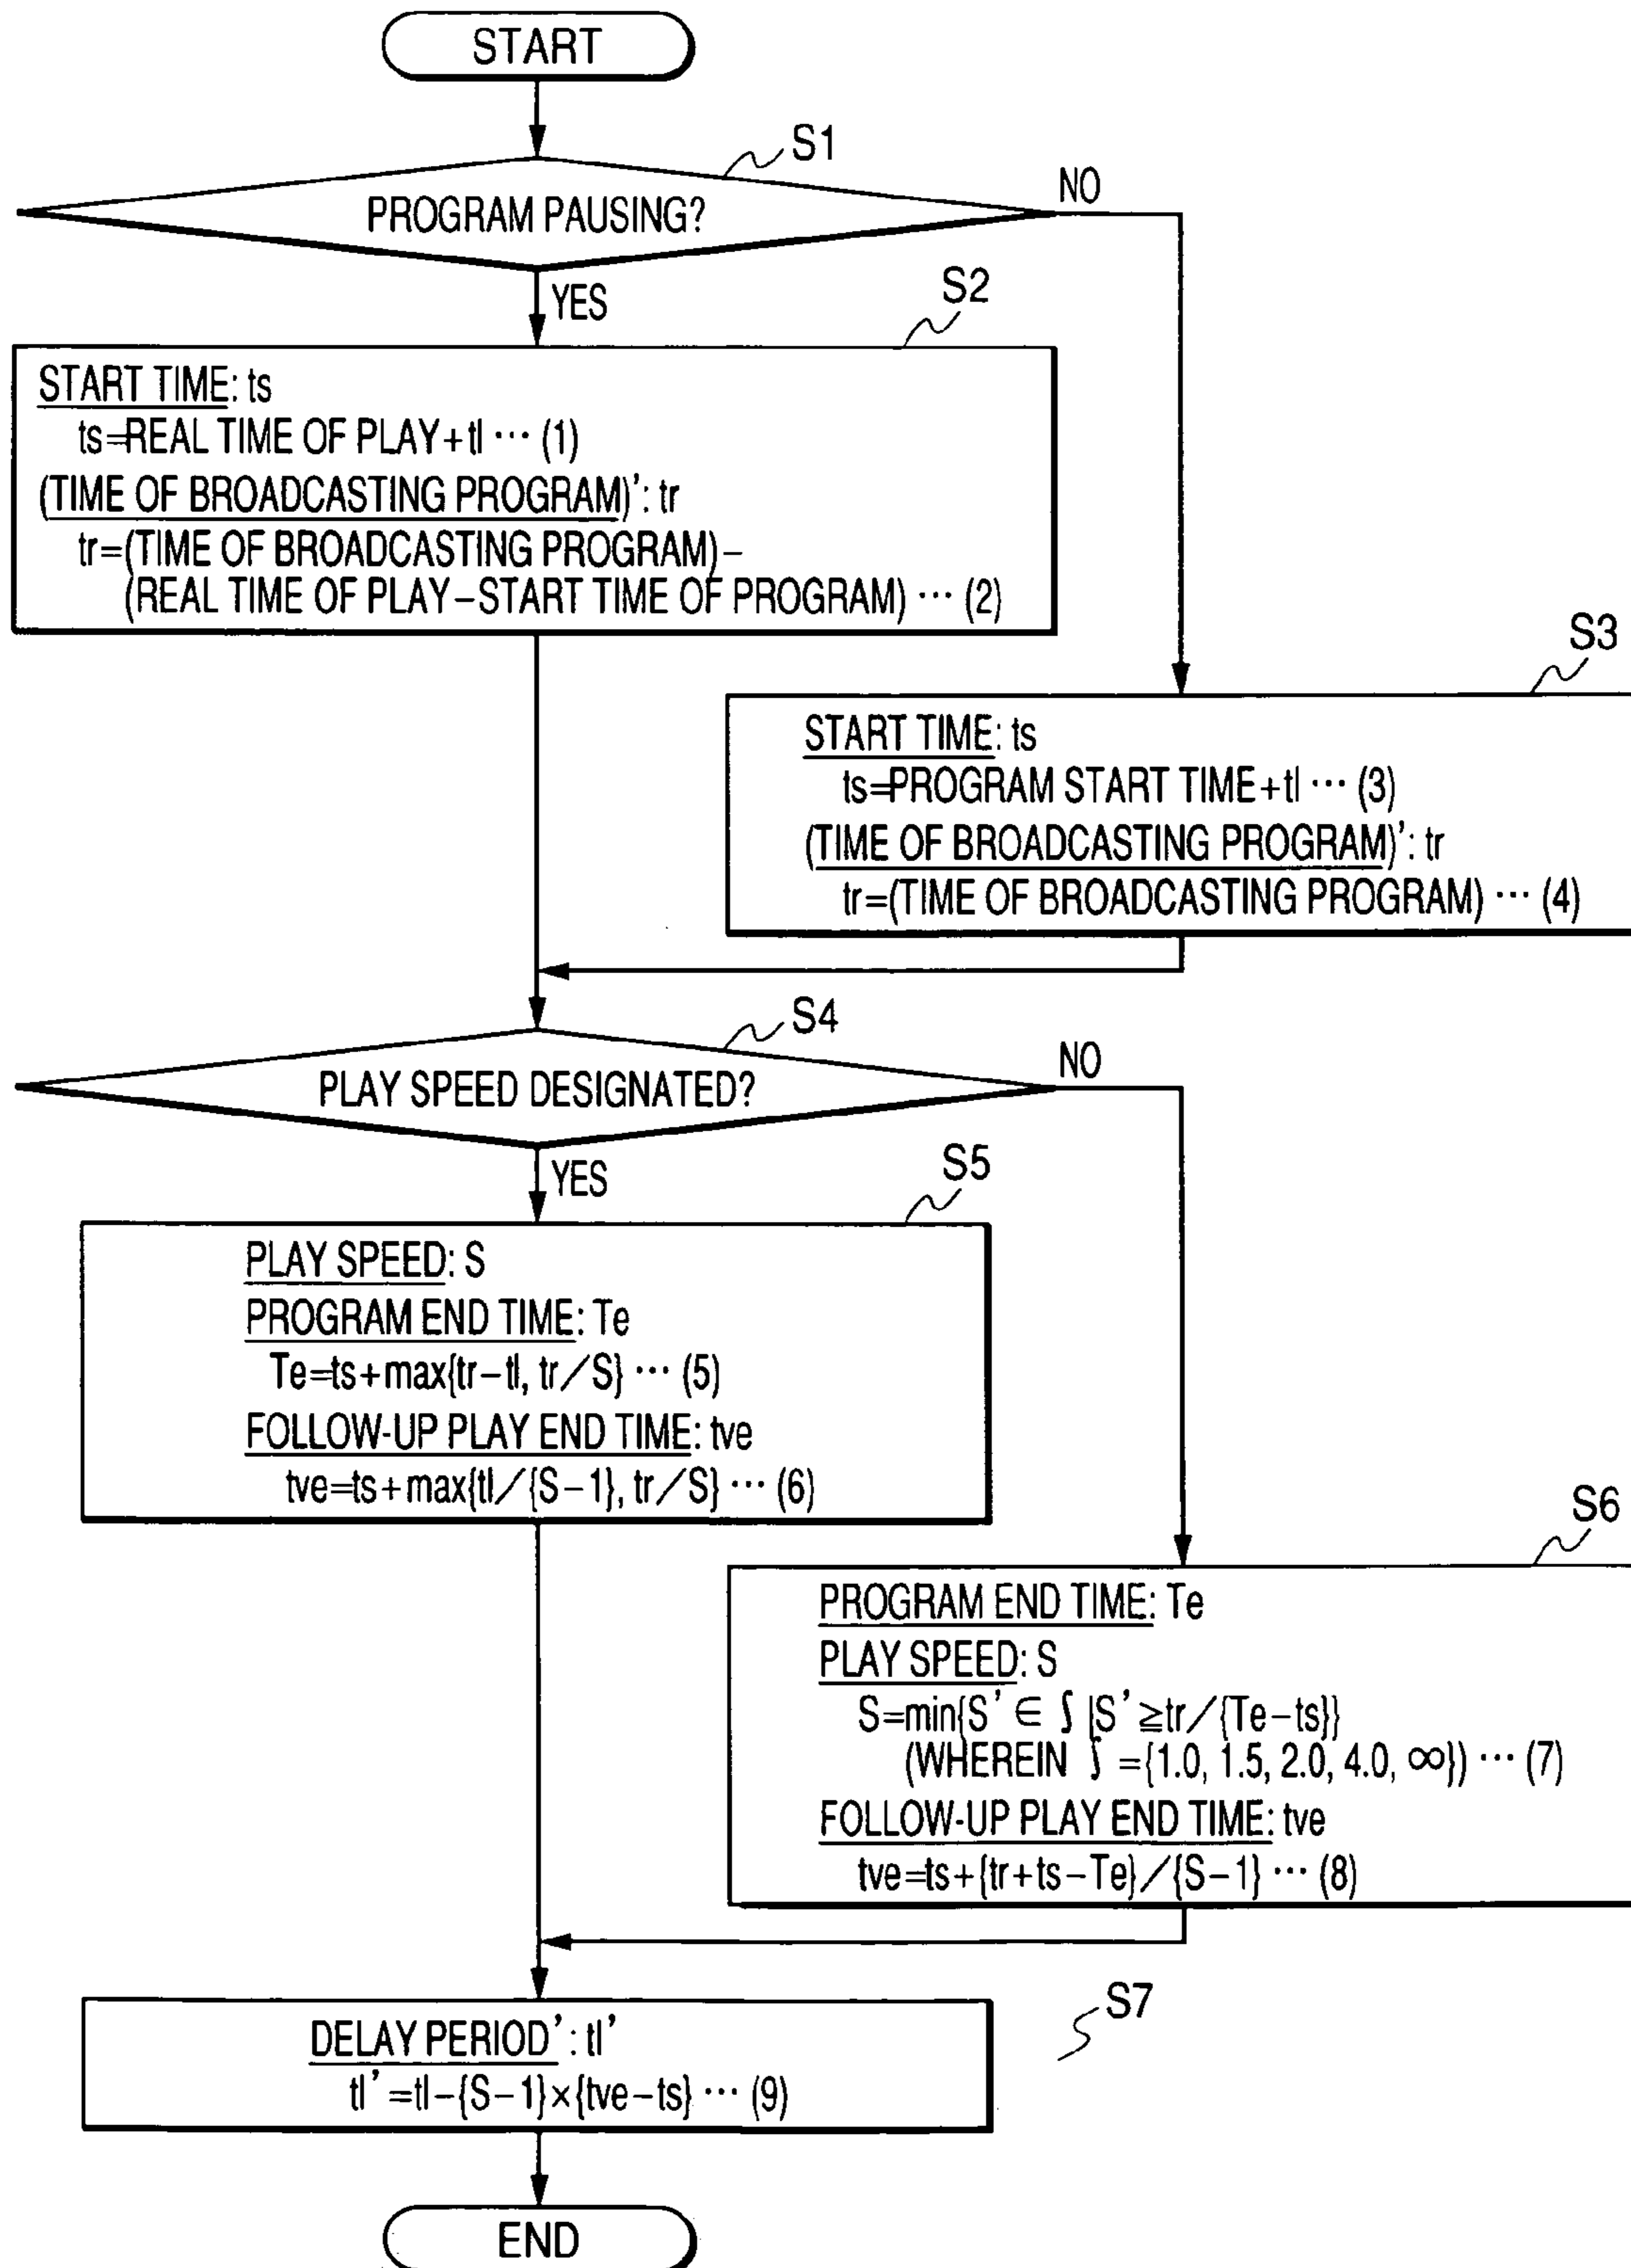 START
S1
PROGRAM PAUSING?
NO
YES
S2
START TIME: ts
ts=REAL TIME OF PLAY+tl ··· (1)
(TIME OF BROADCASTING PROGRAM)': tr
tr=(TIME OF BROADCASTING PROGRAM)–
(REAL TIME OF PLAY–START TIME OF PROGRAM) ··· (2)
S3
START TIME: ts
ts=PROGRAM START TIME+tl ··· (3)
(TIME OF BROADCASTING PROGRAM)': tr
tr=(TIME OF BROADCASTING PROGRAM) ··· (4)
S4
PLAY SPEED DESIGNATED?
NO
YES
S5
PLAY SPEED: S
PROGRAM END TIME: Te
Te=ts+max{tr–tl, tr/S} ··· (5)
FOLLOW-UP PLAY END TIME: tve
tve=ts+max{tl/{S–1}, tr/S} ··· (6)
S6
PROGRAM END TIME: Te
PLAY SPEED: S
S=min{S' ∈ ∫ |S' ≧tr/{Te–ts}}
(WHEREIN ∫ ={1.0, 1.5, 2.0, 4.0, ∞}) ··· (7)
FOLLOW-UP PLAY END TIME: tve
tve=ts+{tr+ts–Te}/{S–1} ··· (8)
S7
DELAY PERIOD': tl'
tl'=tl–{S–1}×{tve–ts} ··· (9)
END